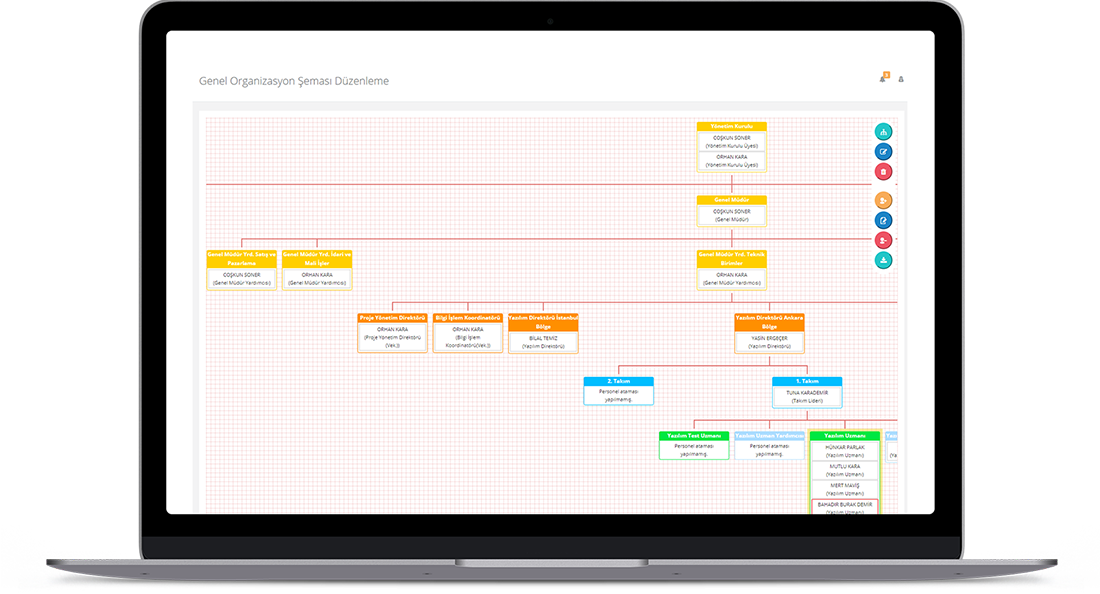 Genel Organizasyon Şeması Düzenleme
3
Yönetim Kurulu
COŞKUN SONER
(Yönetim Kurulu Üyesi)
ORHAN KARA
(Yönetim Kurulu Üyesi)
Genel Müdür
COŞKUN SONER
(Genel Müdür)
Genel Müdür Yrd. Satış ve
Pazarlama
COŞKUN SONER
(Genel Müdür Yardımcısı)
Genel Müdür Yrd. İdari ve
Mali İşler
ORHAN KARA
(Genel Müdür Yardımcısı)
Genel Müdür Yrd. Teknik
Birimler
ORHAN KARA
(Genel Müdür Yardımcısı)
Proje Yönetim Direktörü
ORHAN KARA
(Proje Yönetim Direktörü
(Vek.))
Bilgi İşlem Koordinatörü
ORHAN KARA
(Bilgi İşlem
Koordinatörü(Vek.))
Yazılım Direktörü İstanbul
Bölge
BİLAL TEMİZ
(Yazılım Direktörü)
Yazılım Direktörü Ankara
Bölge
YASİN ERGEÇER
(Yazılım Direktörü)
2. Takım
Personel ataması
yapılmamış.
1. Takım
TUNA KARADEMİR
(Takım Lideri)
Yazılım Test Uzmanı
Personel ataması
yapılmamış.
Yazılım Uzman Yardımcısı
Personel ataması
yapılmamış.
Yazılım Uzmanı
HÜNKAR PARLAK
(Yazılım Uzmanı)
MUTLU KARA
(Yazılım Uzmanı)
MERT MAVİŞ
(Yazılım Uzmanı)
BAHADIR BURAK DEMİR
(Yazılım Uzmanı)